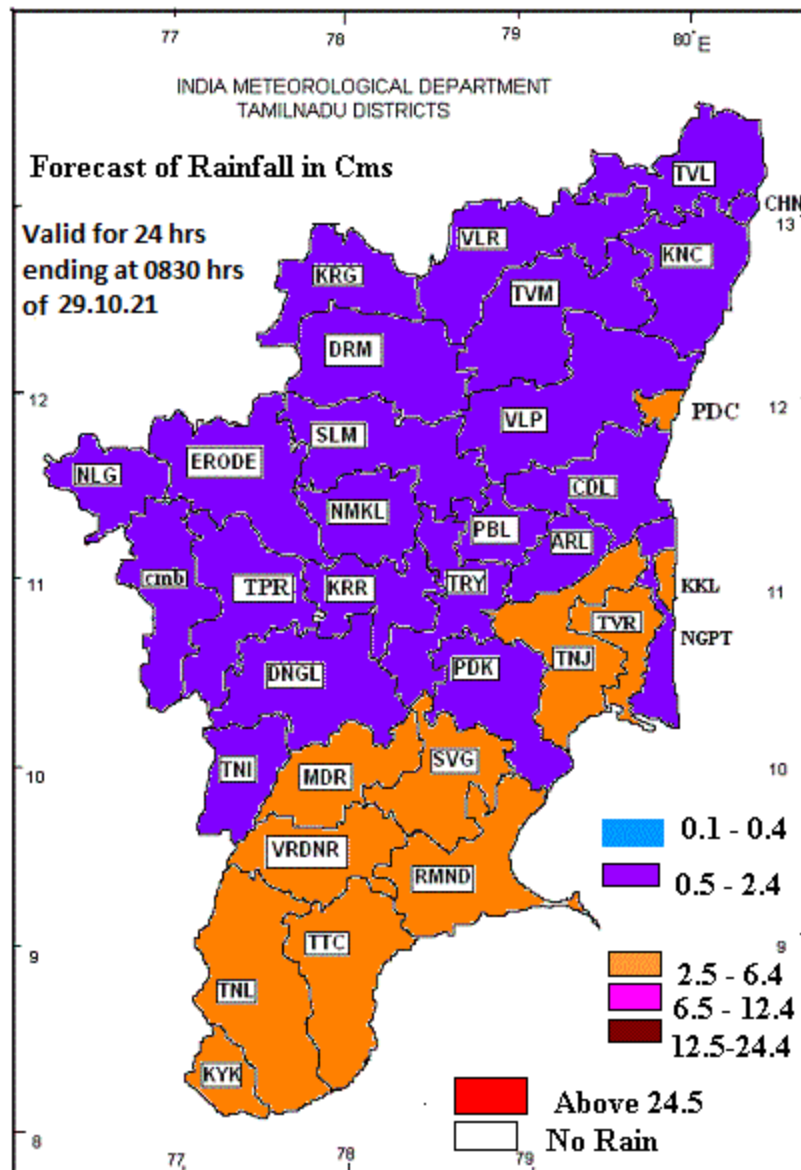 77 78 79 80°E
INDIA METEOROLOGICAL DEPARTMENT
TAMILNADU DISTRICTS
Forecast of Rainfall in Cms
TVL
CHN
13
Valid for 24 hrs
ending at 0830 hrs
of 29.10.21
VLR
KNC
KRG
TVM
DRM
12
12
PDC
VLP
SLM
ERODE
NLG
CDL
NMKL
PBL
ARL
11
cmb
TPR
KRR
TRY
KKL
11
TVR
NGPT
TNJ
DNGL
PDK
10
TNI
MDR
SVG
10
0.1 - 0.4
VRDNR
RMND
0.5 - 2.4
9
TTC
9
TNL
2.5 - 6.4
6.5 - 12.4
12.5-24.4
KYK
Above 24.5
No Rain
8
77 78 79